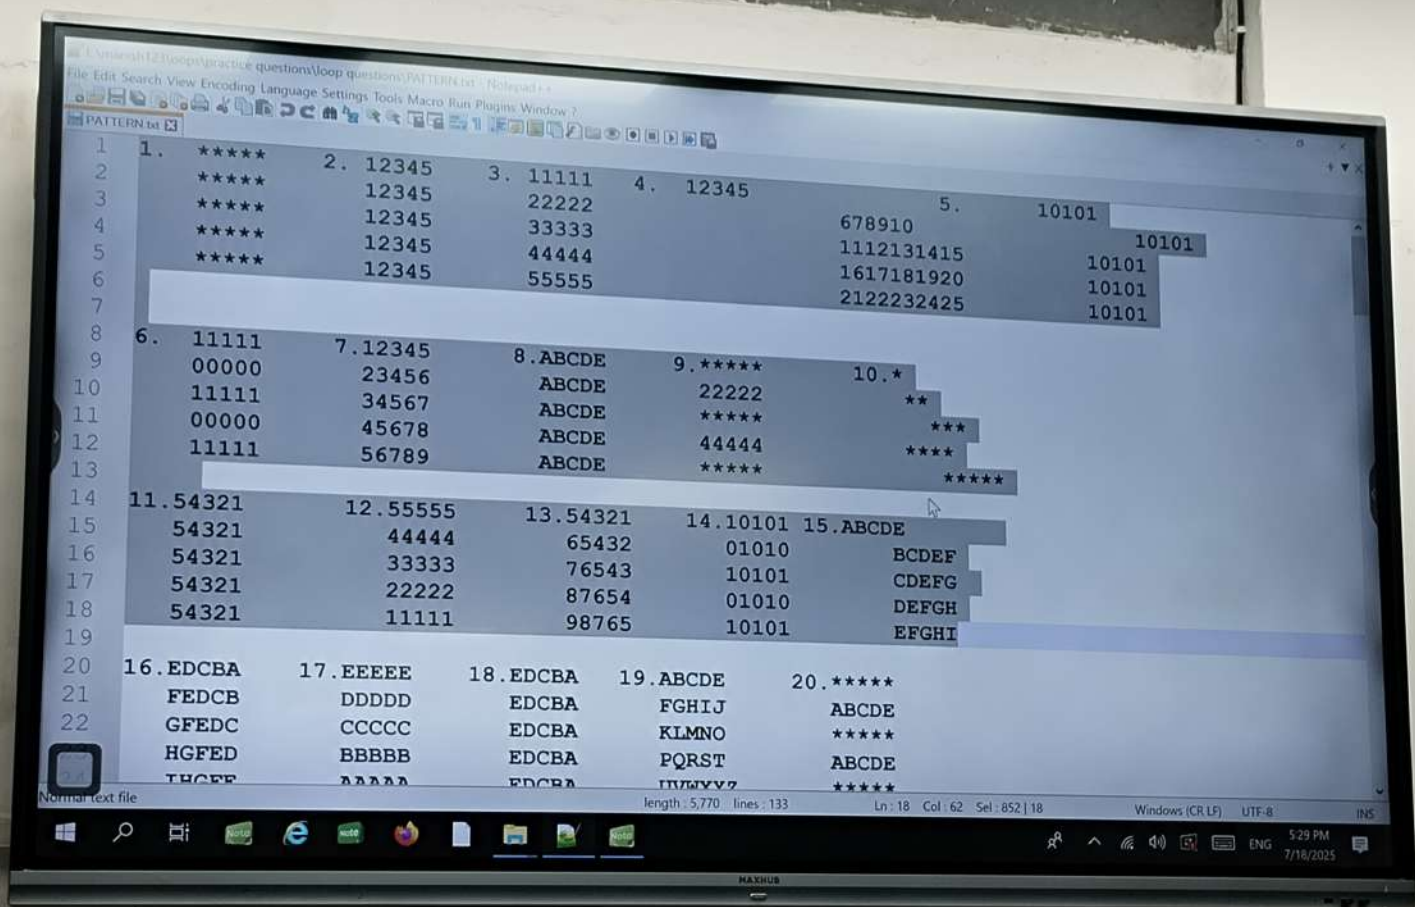 practice questions\loop questions\PATTERN.txt - Notepad++
File Edit Search View Encoding Language Settings Tools Macro Run Plugins Window ?
PATTERN.txt
1 1. ***** 2. 12345 3. 11111 4. 12345 5. 10101
2 ***** 12345 22222 678910 10101
3 ***** 12345 33333 1112131415 10101
4 ***** 12345 44444 1617181920 10101
5 ***** 12345 55555 2122232425 10101
6
7
8 6. 11111 7.12345 8.ABCDE 9.***** 10.*
9 00000 23456 ABCDE 22222 **
10 11111 34567 ABCDE ***** ***
11 00000 45678 ABCDE 44444 ****
12 11111 56789 ABCDE ***** *****
13
14 11.54321 12.55555 13.54321 14.10101 15.ABCDE
15 54321 44444 65432 01010 BCDEF
16 54321 33333 76543 10101 CDEFG
17 54321 22222 87654 01010 DEFGH
18 54321 11111 98765 10101 EFGHI
19
20 16.EDCBA 17.EEEEE 18.EDCBA 19.ABCDE 20.*****
21 FEDCB DDDDD EDCBA FGHIJ ABCDE
22 GFEDC CCCCC EDCBA KLMNO *****
HGFED BBBBB EDCBA PQRST ABCDE
AAAAA EDCBA *****
Normal text file length : 5,770 lines : 133 Ln : 18 Col : 62 Sel : 852 | 18 Windows (CR LF) UTF-8 INS
Note Note Note
ENG 5:29 PM
7/18/2025
MAXHUB